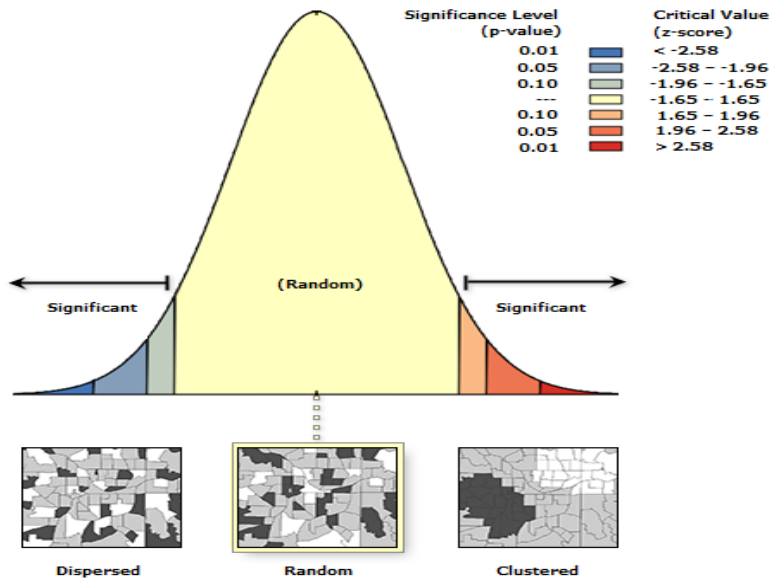 Significance Level Critical Value
(p-value) (z-score)
0.01 < -2.58
0.05 -2.58 – -1.96
0.10 -1.96 – -1.65
--- -1.65 – 1.65
0.10 1.65 – 1.96
0.05 1.96 – 2.58
0.01 > 2.58
(Random)
Significant Significant
Dispersed Random Clustered